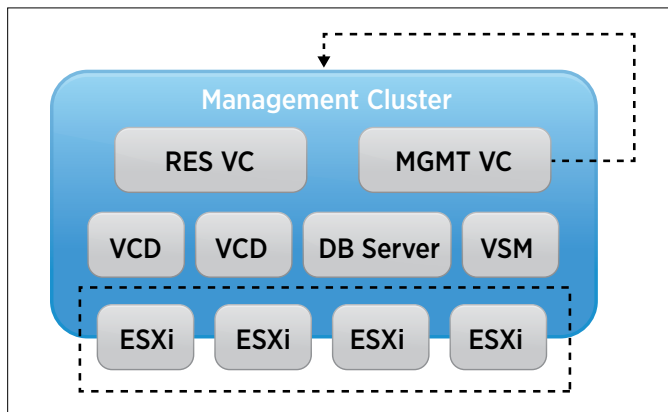 Management Cluster
RES VC MGMT VC
VCD VCD DB Server VSM
ESXi ESXi ESXi ESXi